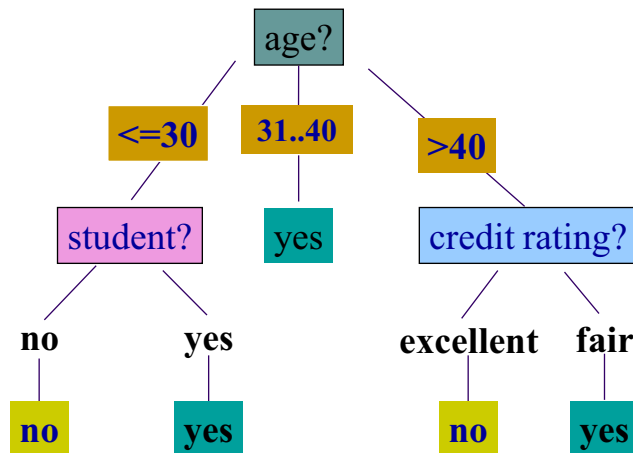 age?
<=30
31..40
>40
student?
yes
credit rating?
no
yes
excellent
fair
no
yes
no
yes